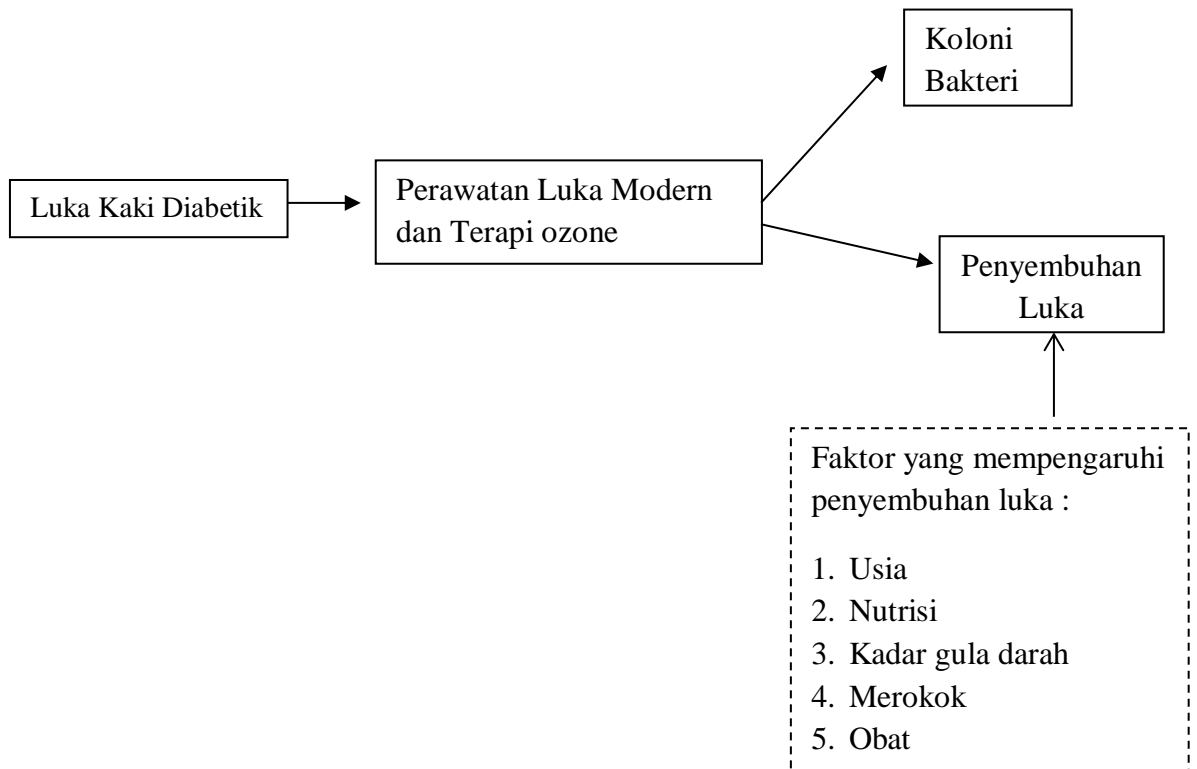 Koloni
Bakteri
Luka Kaki Diabetik
Perawatan Luka Modern
dan Terapi ozone
Penyembuhan
Luka
Faktor yang mempengaruhi
penyembuhan luka :
1. Usia
2. Nutrisi
3. Kadar gula darah
4. Merokok
5. Obat